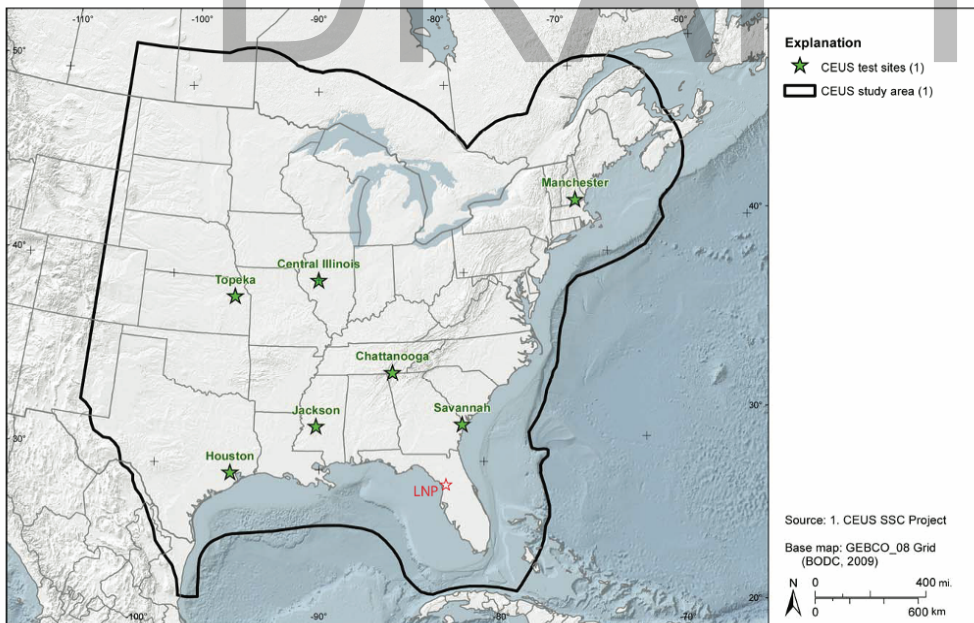 DRAFT
-100° -90° -80° -70° -60°
50°
40°
30°
40°
30°
20°
Manchester
Central Illinois
Topeka
Chattanooga
Jackson
Savannah
Houston
LNP
-100° -90° -80° -70°
Explanation
CEUS test sites (1)
CEUS study area (1)
Source: 1. CEUS SSC Project
Base map: GEBCO_08 Grid
(BODC, 2009)
N
0 400 mi.
0 600 km